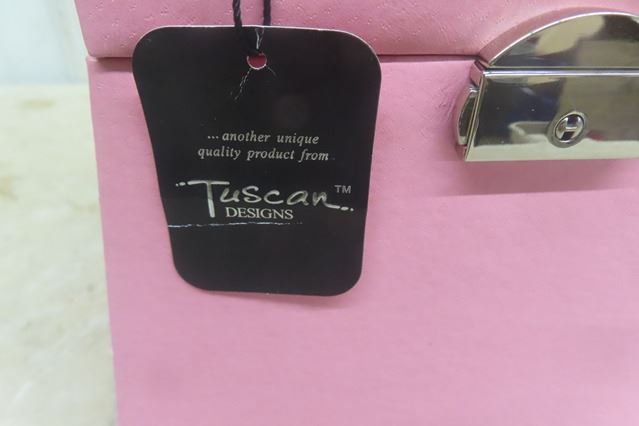 ...another unique
quality product from
Tuscan™
DESIGNS